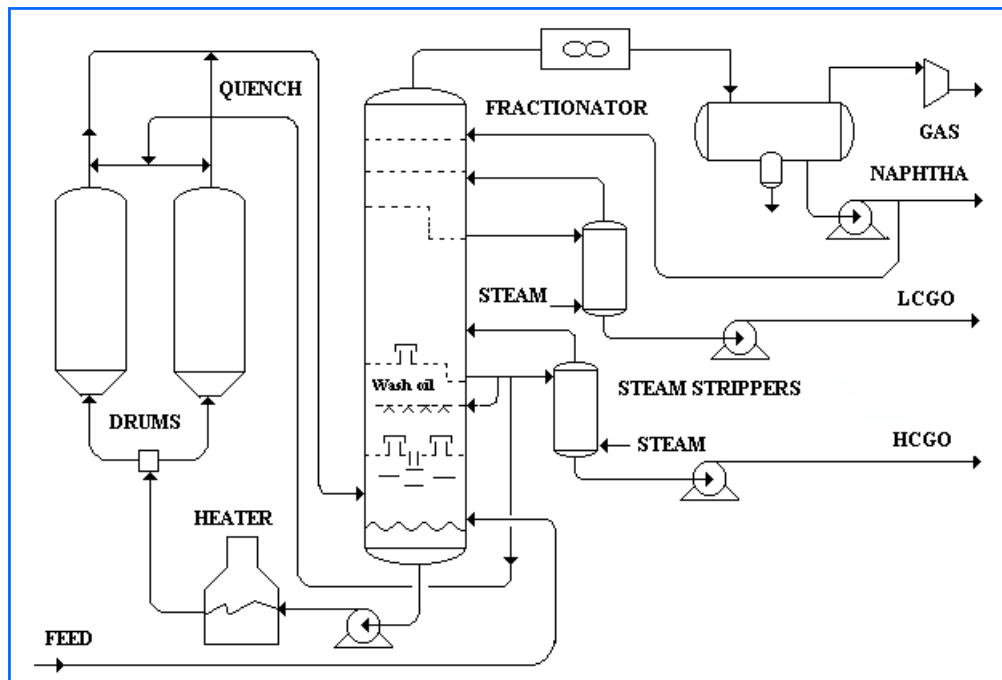 QUENCH
FRACTIONATOR
GAS
NAPHTHA
STEAM
LCGO
Wash oil
STEAM STRIPPERS
DRUMS
STEAM
HCGO
HEATER
FEED